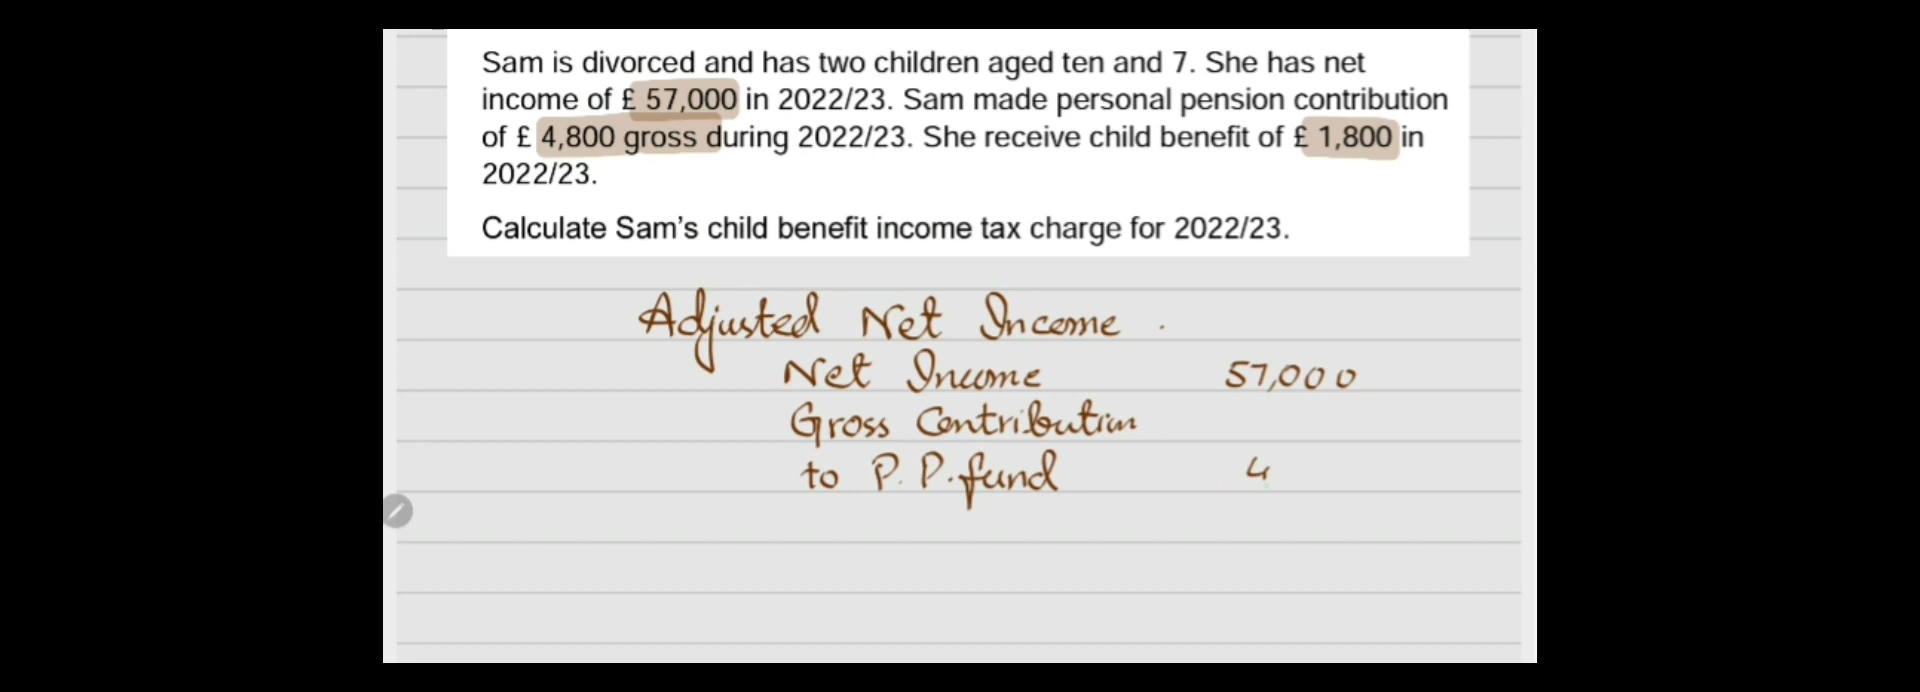 Sam is divorced and has two children aged ten and 7. She has net
income of £ 57,000 in 2022/23. Sam made personal pension contribution
of £ 4,800 gross during 2022/23. She receive child benefit of £ 1,800 in
2022/23.
Calculate Sam's child benefit income tax charge for 2022/23.
Adjusted Net Income .
Net Income 57,000
Gross Contribution
to P.P. fund 4